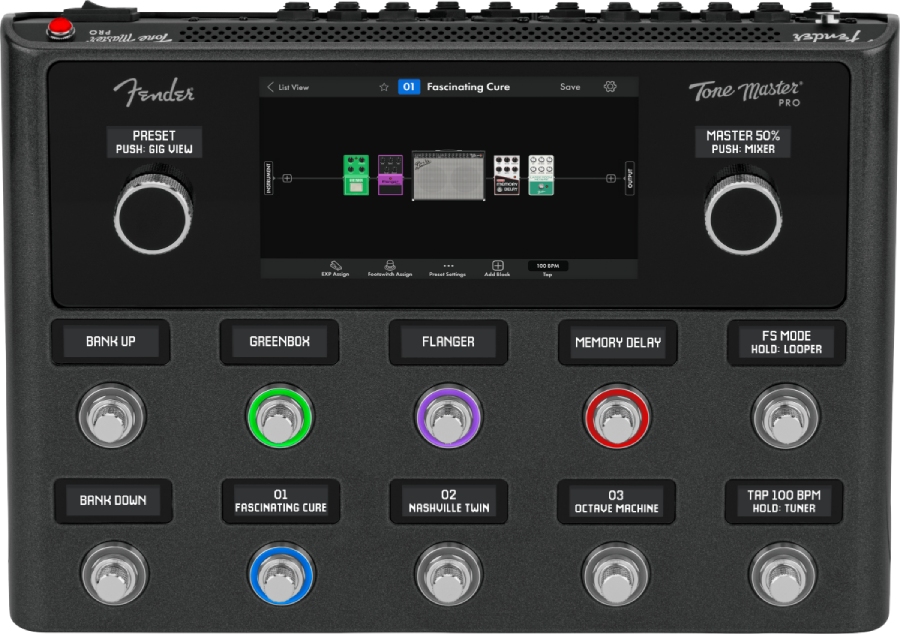 Tone Master
PRO
Fender
Fender
Tone Master®
PRO
List View
01
Fascinating Cure
Save
PRESET
PUSH: GIG VIEW
MASTER 50%
PUSH: MIXER
INSTRUMENT
MEMORY
DELAY
OUTPUT
EXP Assign
Footswitch Assign
Preset Settings
Add Block
100 BPM
Tap
BANK UP
GREENBOX
FLANGER
MEMORY DELAY
FS MODE
HOLD: LOOPER
BANK DOWN
01
FASCINATING CURE
02
NASHVILLE TWIN
03
OCTAVE MACHINE
TAP 100 BPM
HOLD: TUNER